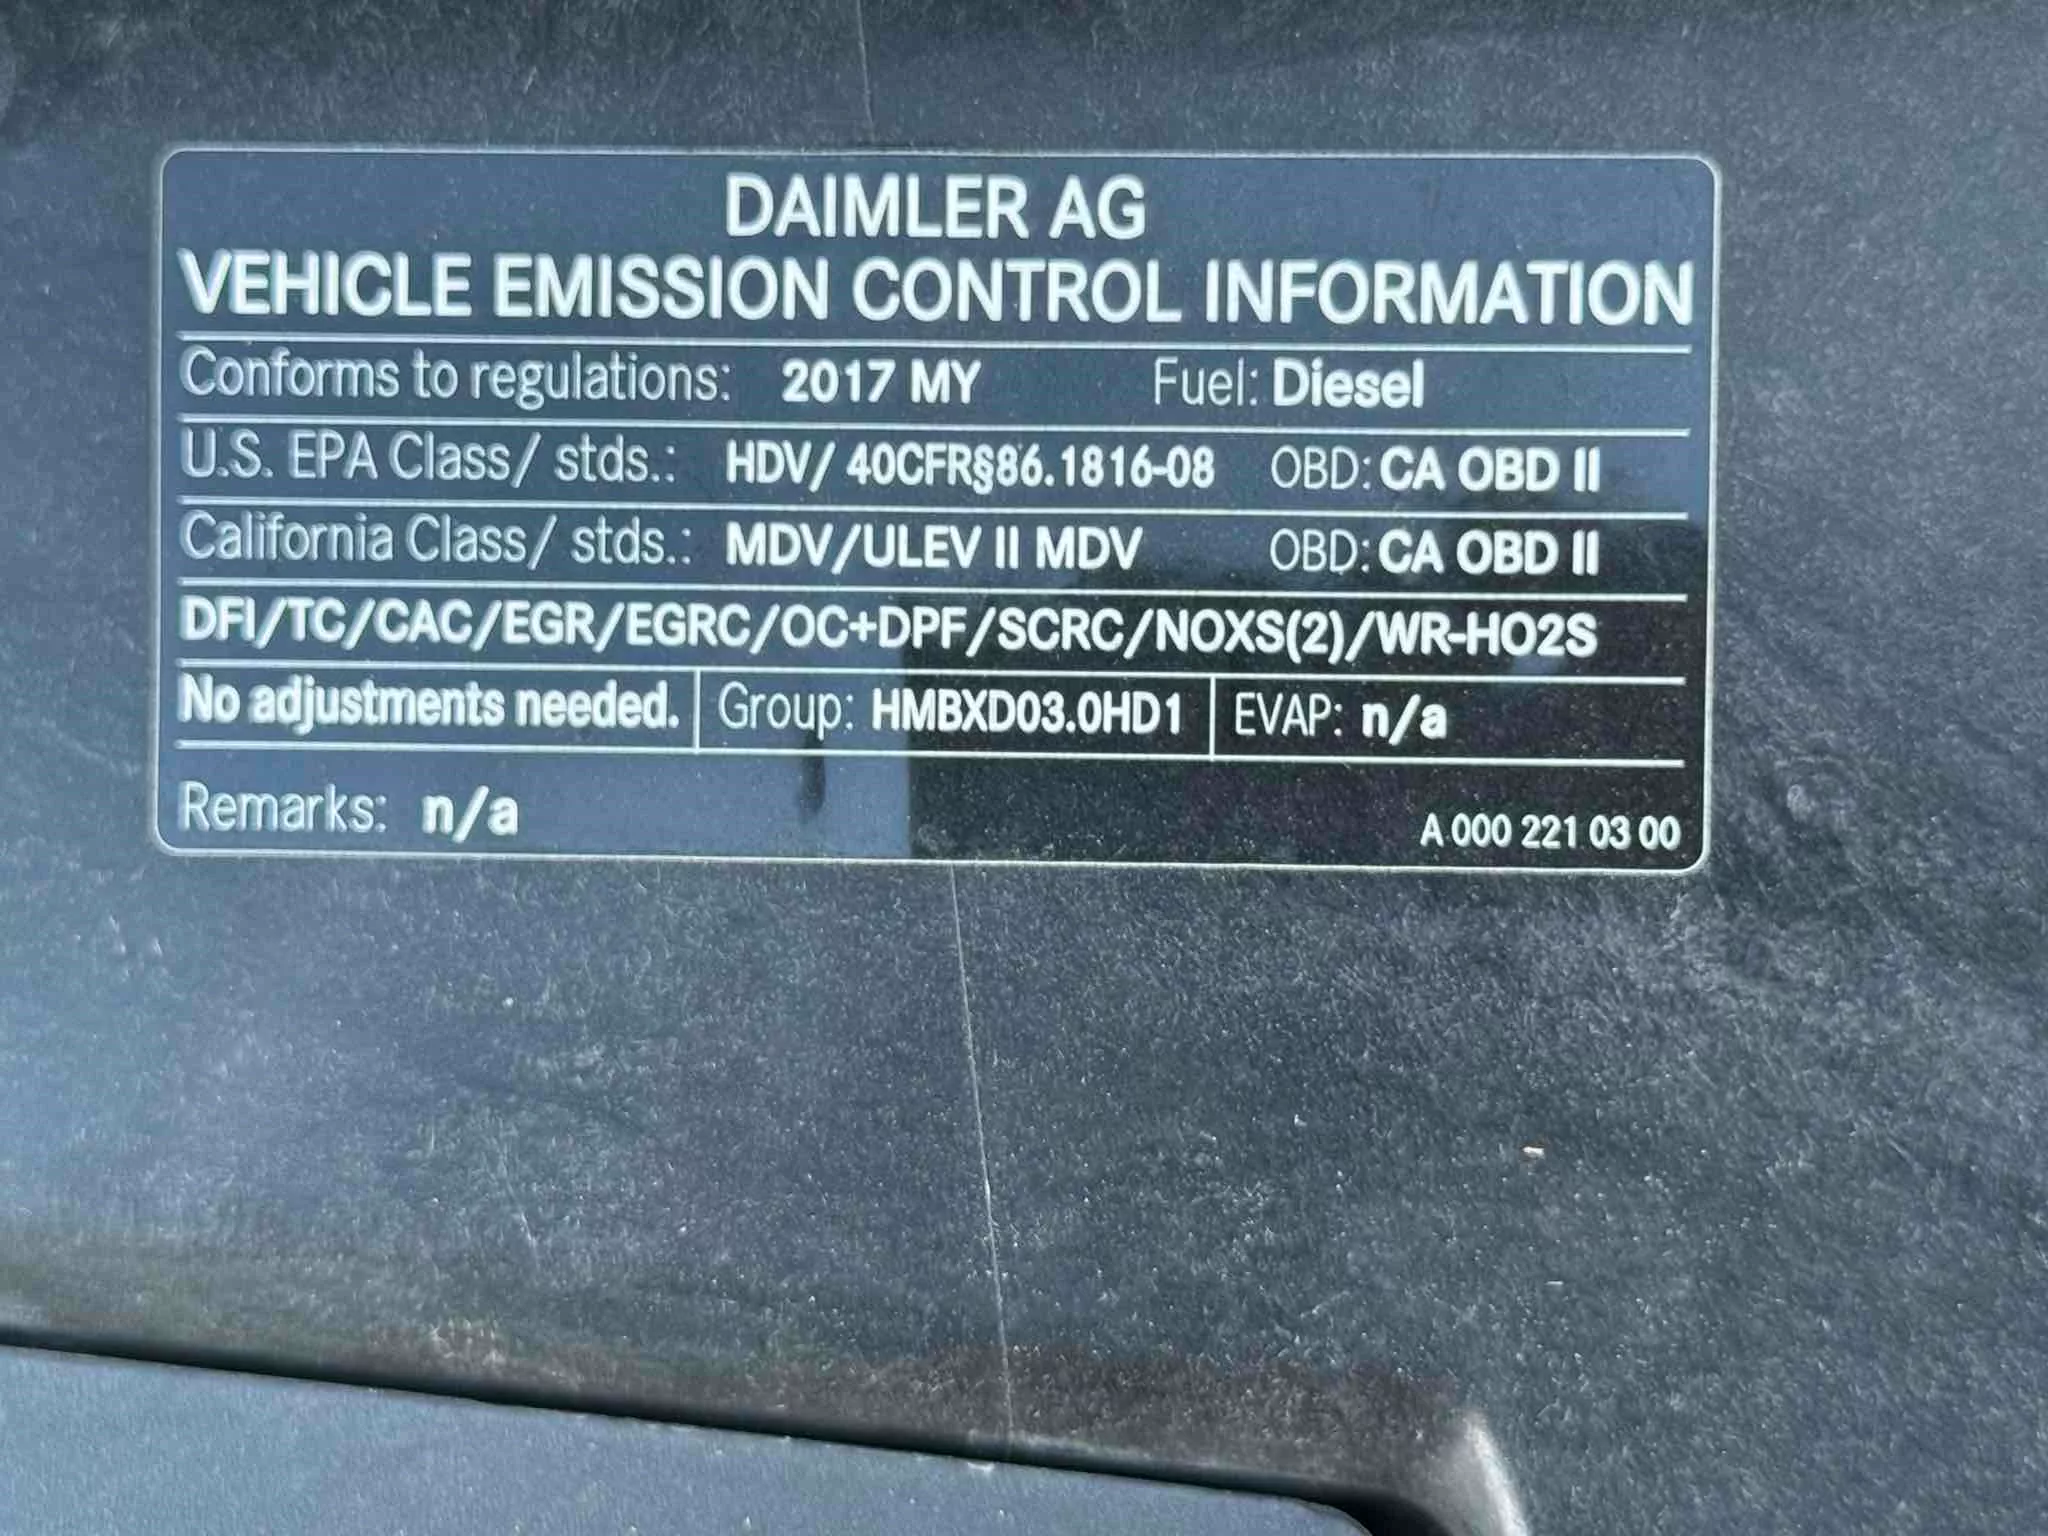 DAIMLER AG
VEHICLE EMISSION CONTROL INFORMATION
Conforms to regulations: 2017 MY Fuel: Diesel
U.S. EPA Class/ stds.: HDV/ 40CFR§86.1816-08 OBD: CA OBD II
California Class/ stds.: MDV/ULEV II MDV OBD: CA OBD II
DFI/TC/CAC/EGR/EGRC/OC+DPF/SCRC/NOXS(2)/WR-HO2S
No adjustments needed. Group: HMBXD03.0HD1 EVAP: n/a
Remarks: n/a
A 000 221 03 00